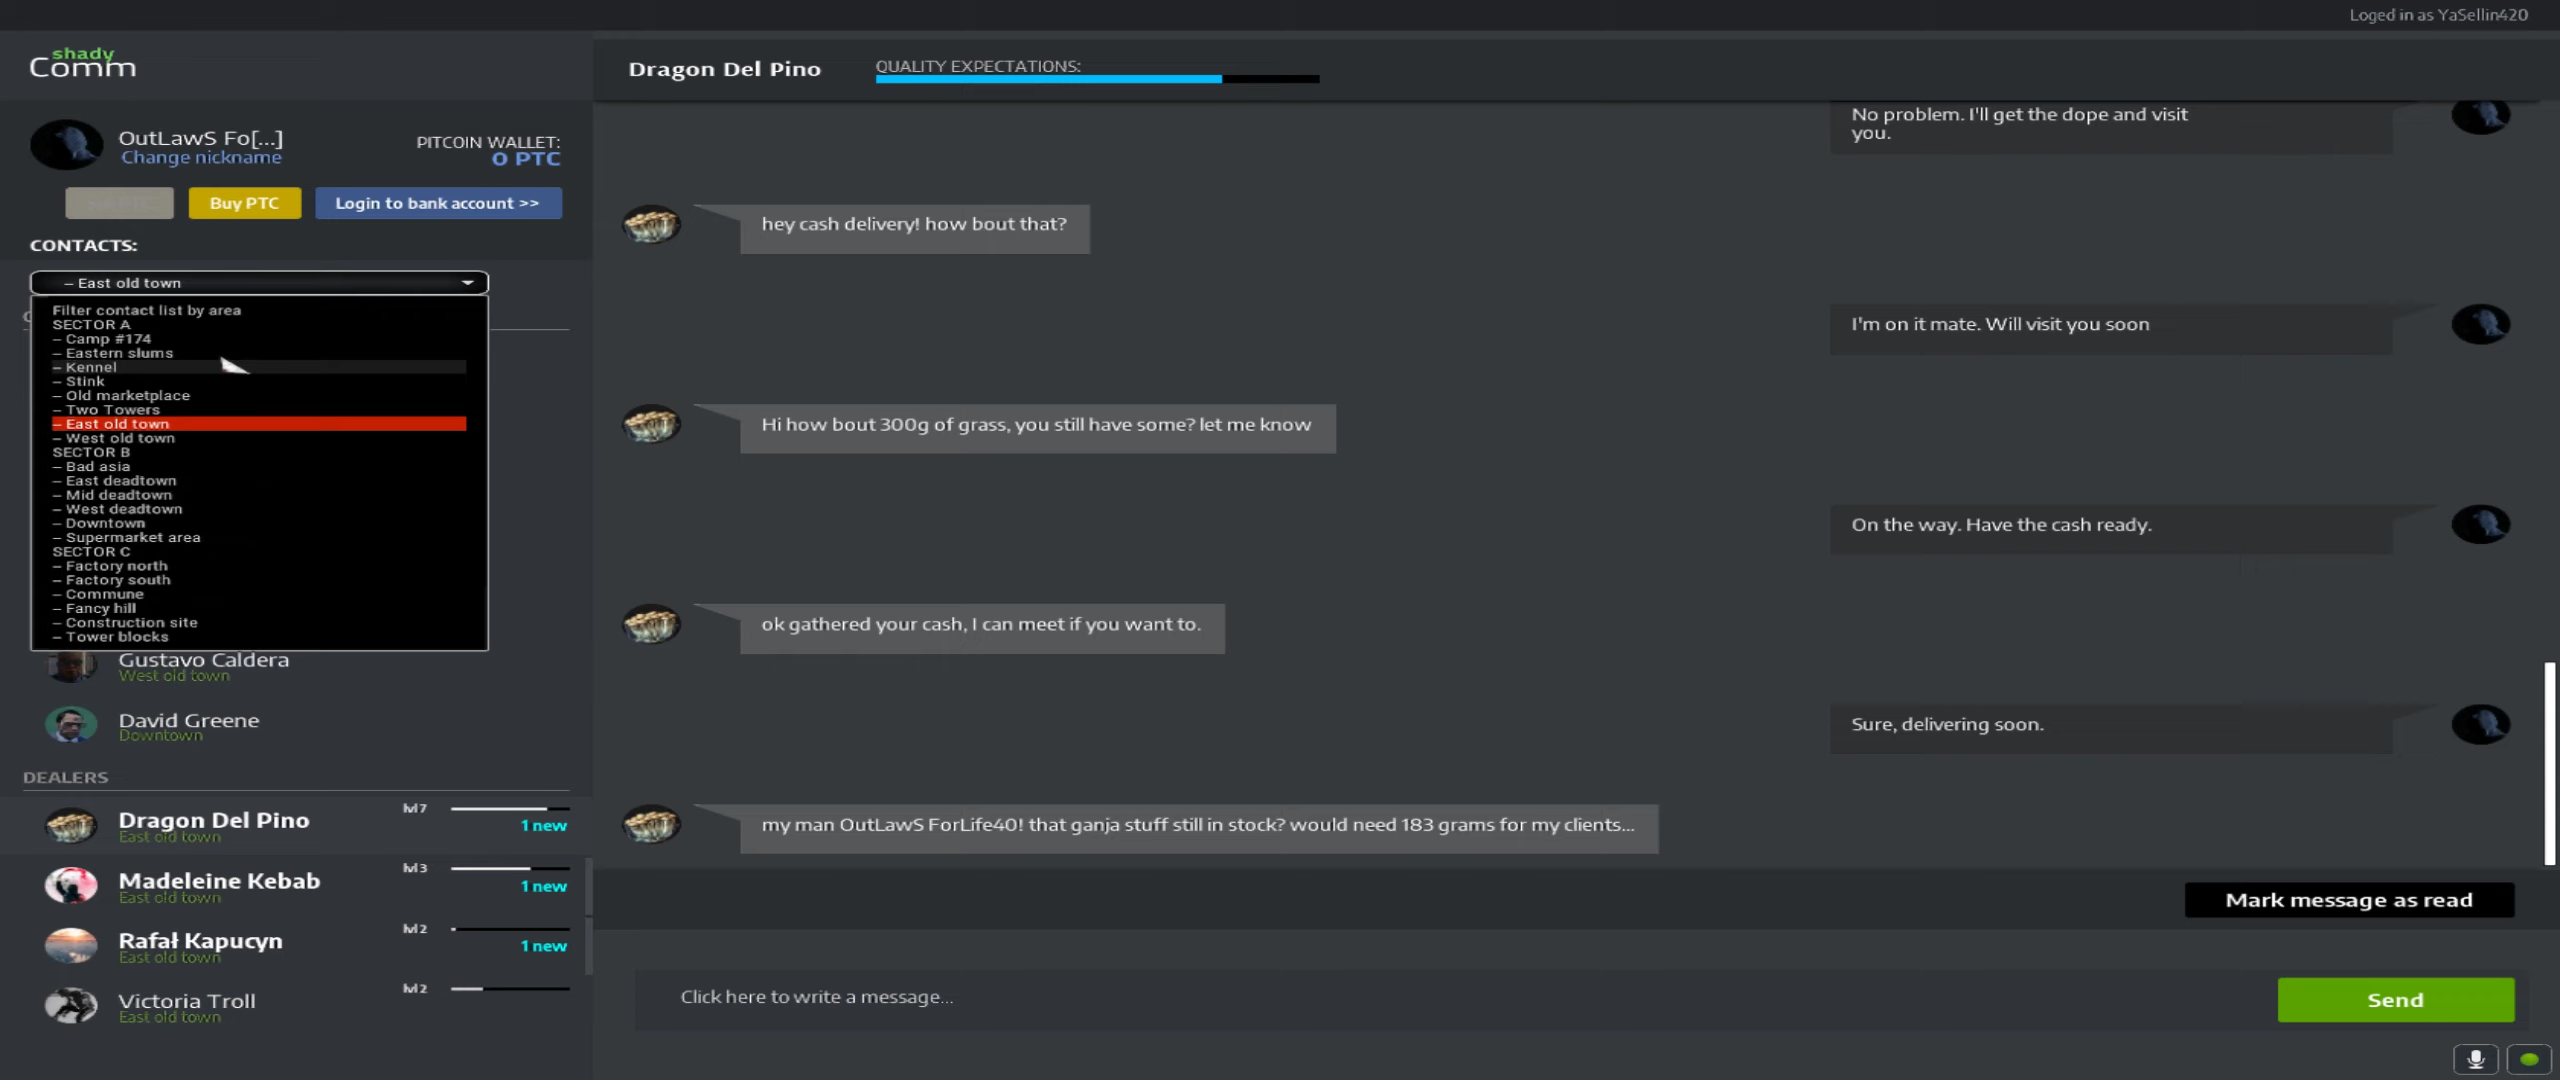 Loged in as YaSellin420
shady
Comm
OutLawS Fo[...]
Change nickname
PITCOIN WALLET:
0 PTC
Buy PTC
Login to bank account >>
CONTACTS:
– East old town
Filter contact list by area
SECTOR A
– Camp #174
– Eastern slums
– Kennel
– Stink
– Old marketplace
– Two Towers
– East old town
– West old town
SECTOR B
– Bad asia
– East deadtown
– Mid deadtown
– West deadtown
– Downtown
– Supermarket area
SECTOR C
– Factory north
– Factory south
– Commune
– Fancy hill
– Construction site
– Tower blocks
Gustavo Caldera
West old town
David Greene
Downtown
DEALERS
Dragon Del Pino
East old town
lvl7
1 new
Madeleine Kebab
East old town
lvl3
1 new
Rafał Kapucyn
East old town
lvl2
1 new
Victoria Troll
East old town
lvl2
Dragon Del Pino
QUALITY EXPECTATIONS:
No problem. I'll get the dope and visit
you.
hey cash delivery! how bout that?
I'm on it mate. Will visit you soon
Hi how bout 300g of grass, you still have some? let me know
On the way. Have the cash ready.
ok gathered your cash, I can meet if you want to.
Sure, delivering soon.
my man OutLawS ForLife40! that ganja stuff still in stock? would need 183 grams for my clients...
Mark message as read
Click here to write a message...
Send